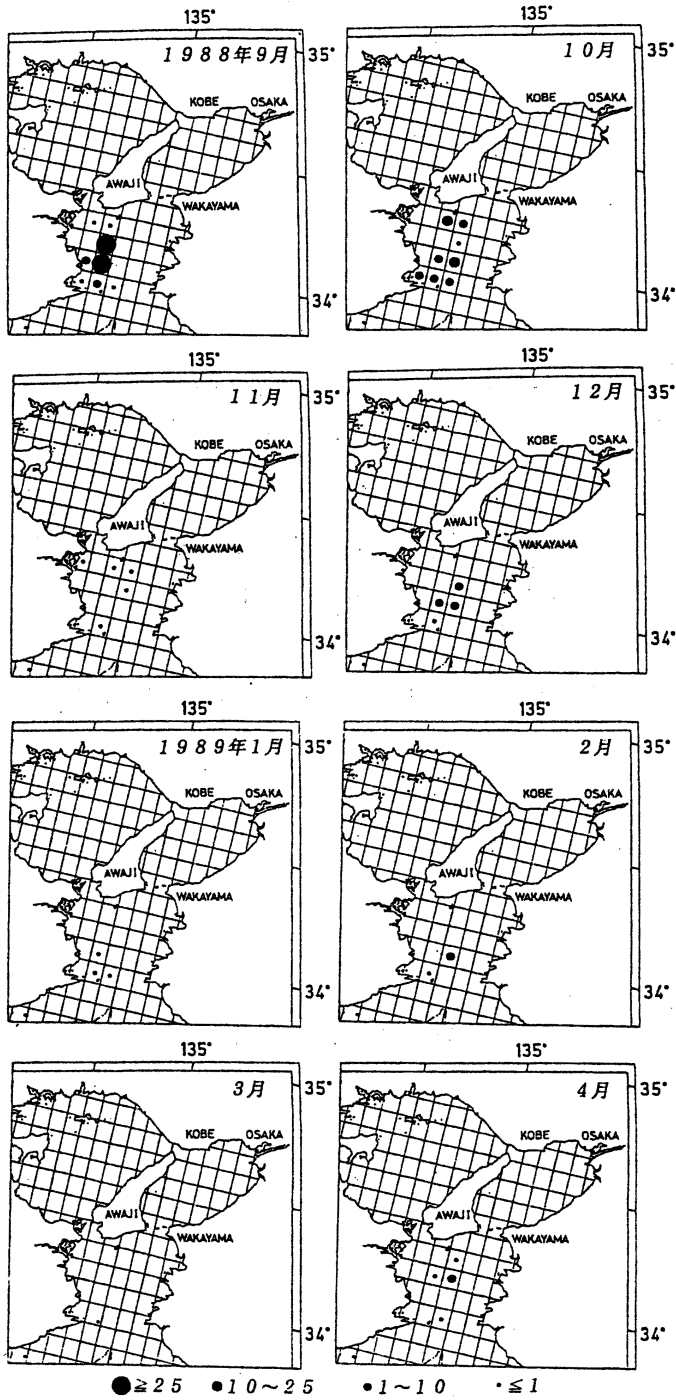 135°
1988年9月
35°
KOBE
OSAKA
AWAJI
WAKAYAMA
34°
135°
10月
35°
KOBE
OSAKA
AWAJI
WAKAYAMA
34°
135°
11月
35°
KOBE
OSAKA
AWAJI
WAKAYAMA
34°
135°
12月
35°
KOBE
OSAKA
AWAJI
WAKAYAMA
34°
135°
1989年1月
35°
KOBE
OSAKA
AWAJI
WAKAYAMA
34°
135°
2月
35°
KOBE
OSAKA
AWAJI
WAKAYAMA
34°
135°
3月
35°
KOBE
OSAKA
AWAJI
WAKAYAMA
34°
135°
4月
35°
KOBE
OSAKA
AWAJI
WAKAYAMA
34°
●≧25 ●10~25 ●1~10 ・≦1